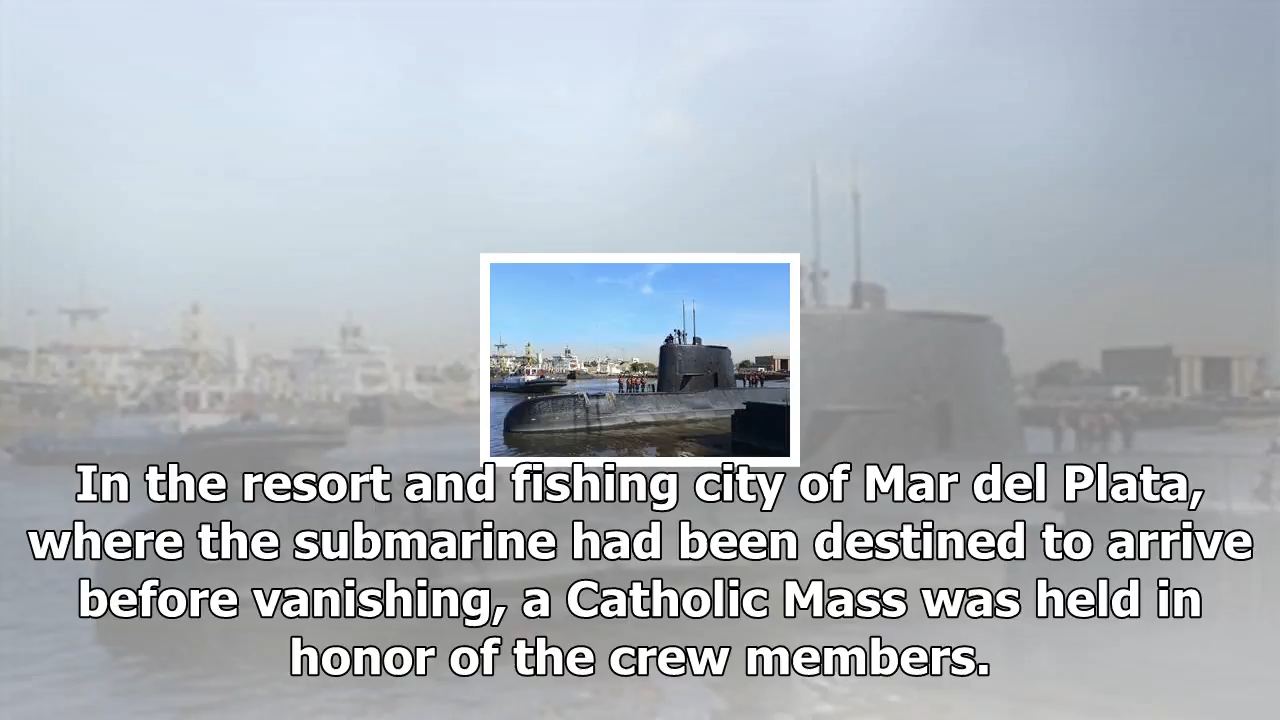 In the resort and fishing city of Mar del Plata,
where the submarine had been destined to arrive
before vanishing, a Catholic Mass was held in
honor of the crew members.